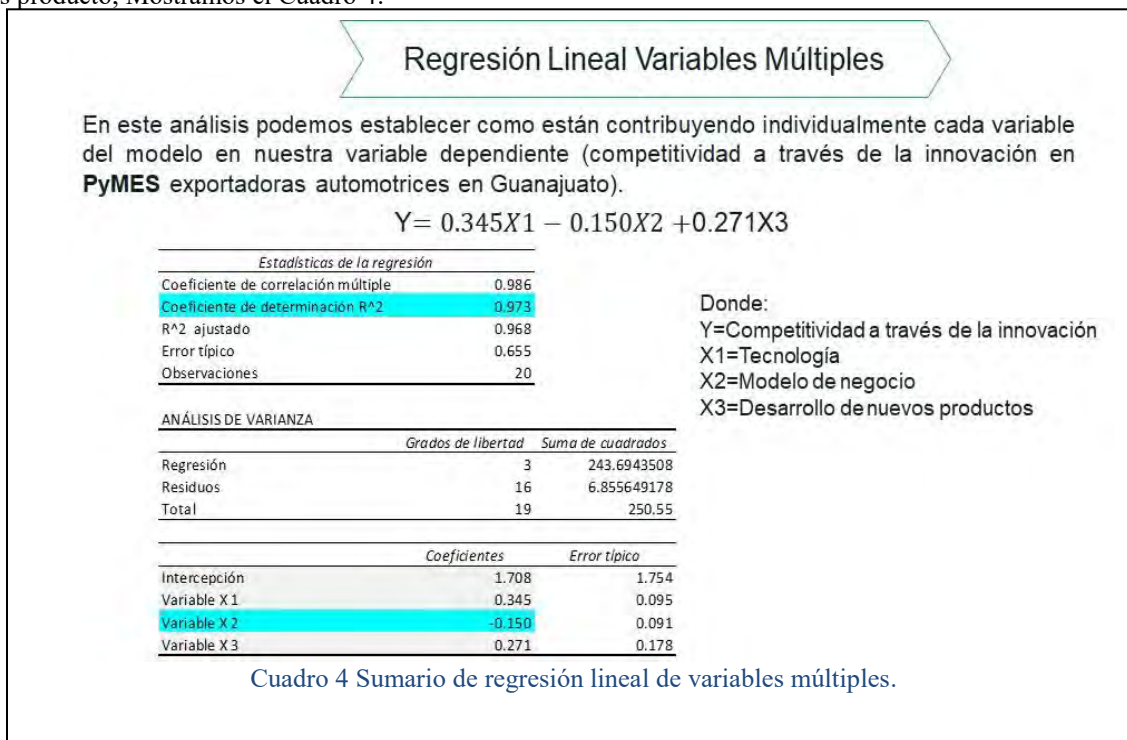 s producto, Mostramos el Cuadro 4.
Regresión Lineal Variables Múltiples
En este análisis podemos establecer como están contribuyendo individualmente cada variable
del modelo en nuestra variable dependiente (competitividad a través de la innovación en
PyMES exportadoras automotrices en Guanajuato).
Y= 0.345X1 − 0.150X2 +0.271X3
Estadísticas de la regresión
Coeficiente de correlación múltiple 0.986
Coeficiente de determinación R^2 0.973
R^2 ajustado 0.968
Error típico 0.655
Observaciones 20
Donde:
Y=Competitividad a través de la innovación
X1=Tecnología
X2=Modelo de negocio
X3=Desarrollo de nuevos productos
ANÁLISIS DE VARIANZA
Grados de libertad Suma de cuadrados
Regresión 3 243.6943508
Residuos 16 6.855649178
Total 19 250.55
Coeficientes Error típico
Intercepción 1.708 1.754
Variable X 1 0.345 0.095
Variable X 2 -0.150 0.091
Variable X 3 0.271 0.178
Cuadro 4 Sumario de regresión lineal de variables múltiples.